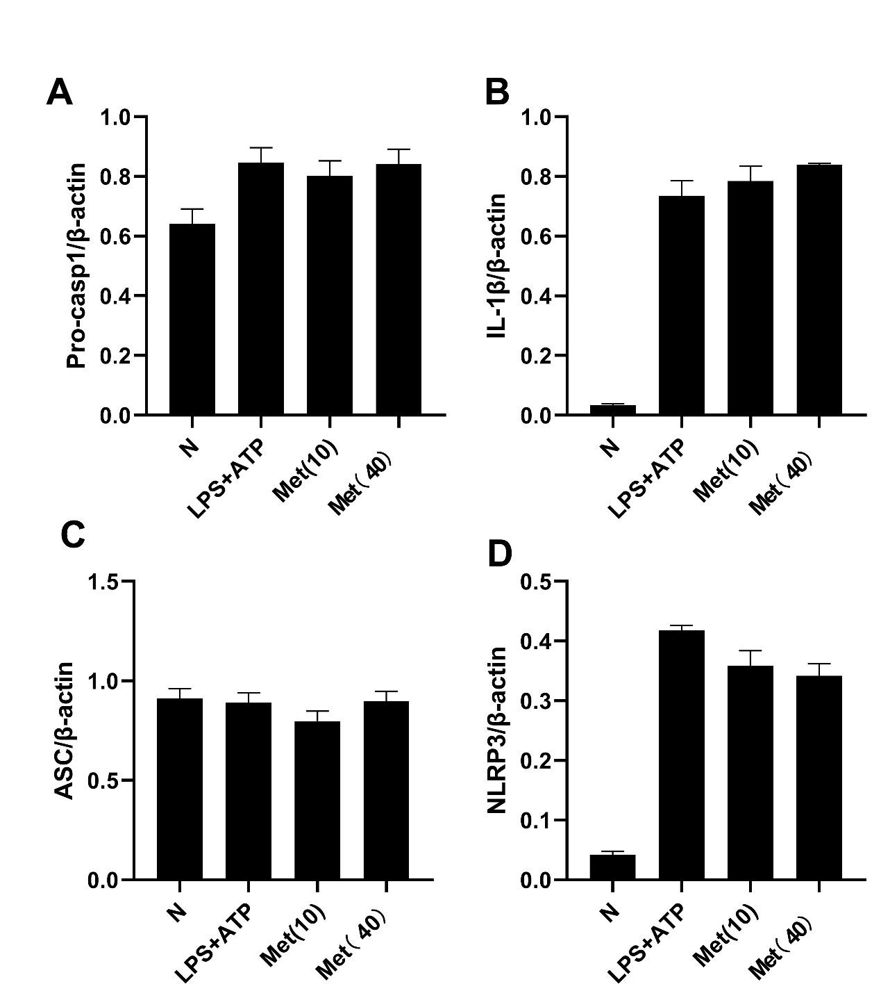 A
Pro-casp1/β-actin
1.0
0.8
0.6
0.4
0.2
0.0
N
LPS+ATP
Met(10)
Met（40）
B
IL-1β/β-actin
1.0
0.8
0.6
0.4
0.2
0.0
N
LPS+ATP
Met(10)
Met（40）
C
ASC/β-actin
1.5
1.0
0.5
0.0
N
LPS+ATP
Met(10)
Met（40）
D
NLRP3/β-actin
0.5
0.4
0.3
0.2
0.1
0.0
N
LPS+ATP
Met(10)
Met（40）